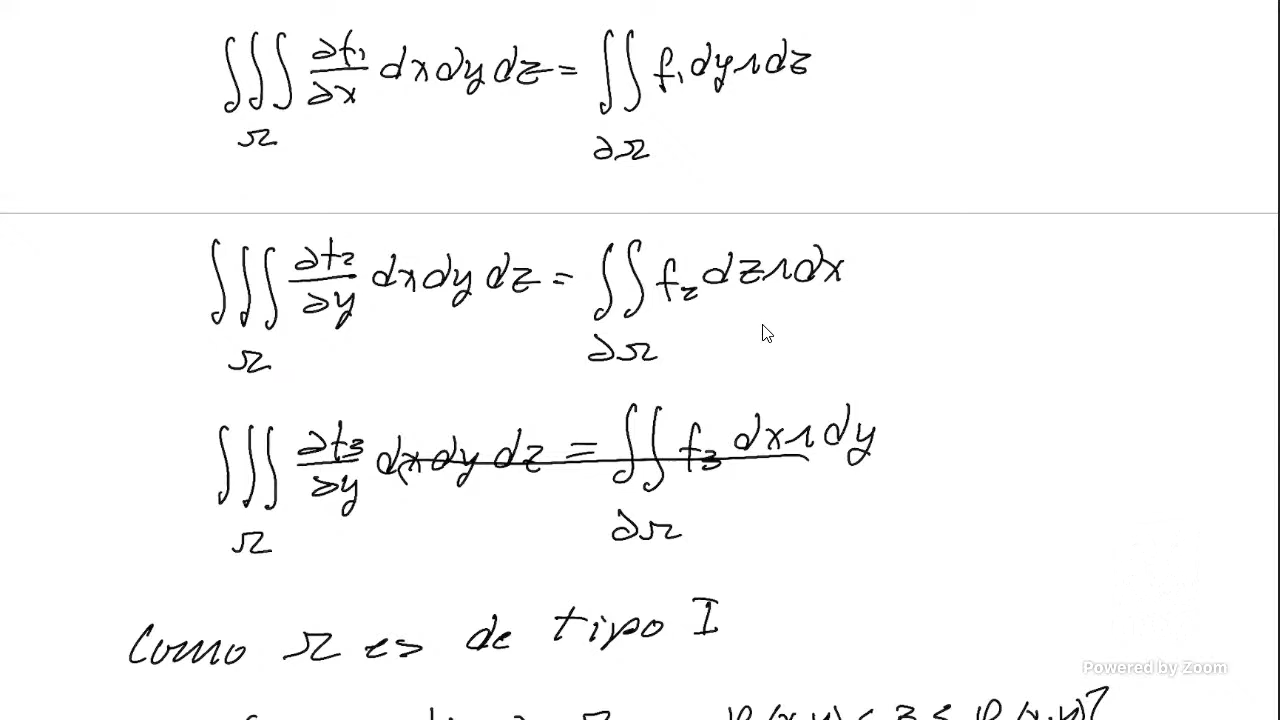 ∭_Ω ∂f₁/∂x dx dy dz = ∬_∂Ω f₁ dy∧dz
∭_Ω ∂f₂/∂y dx dy dz = ∬_∂Ω f₂ dz∧dx
∭_Ω ∂f₃/∂y dx dy dz = ∬_∂Ω f₃ dx∧dy
Como Ω es de tipo I
Powered by Zoom